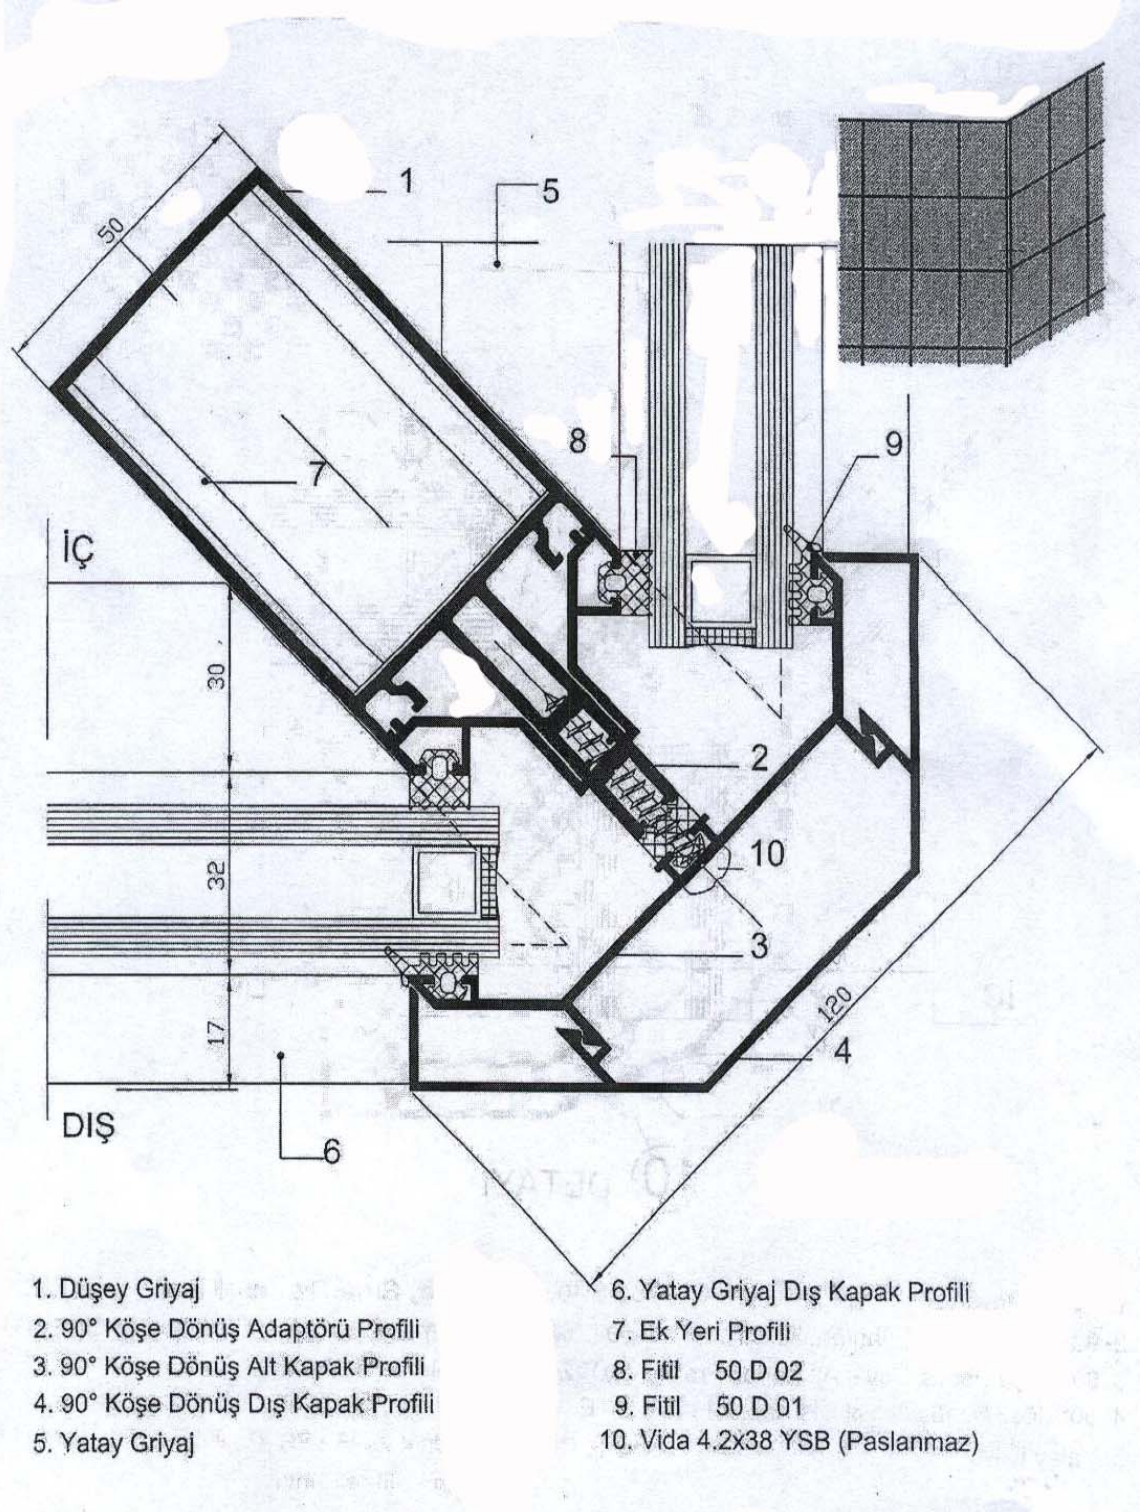 1
5
50
8
9
7
İÇ
30
2
32
10
3
120
17
4
DIŞ
6
1. Düşey Griyaj
2. 90° Köşe Dönüş Adaptörü Profili
3. 90° Köşe Dönüş Alt Kapak Profili
4. 90° Köşe Dönüş Dış Kapak Profili
5. Yatay Griyaj
6. Yatay Griyaj Dış Kapak Profili
7. Ek Yeri Profili
8. Fitil 50 D 02
9. Fitil 50 D 01
10. Vida 4.2x38 YSB (Paslanmaz)